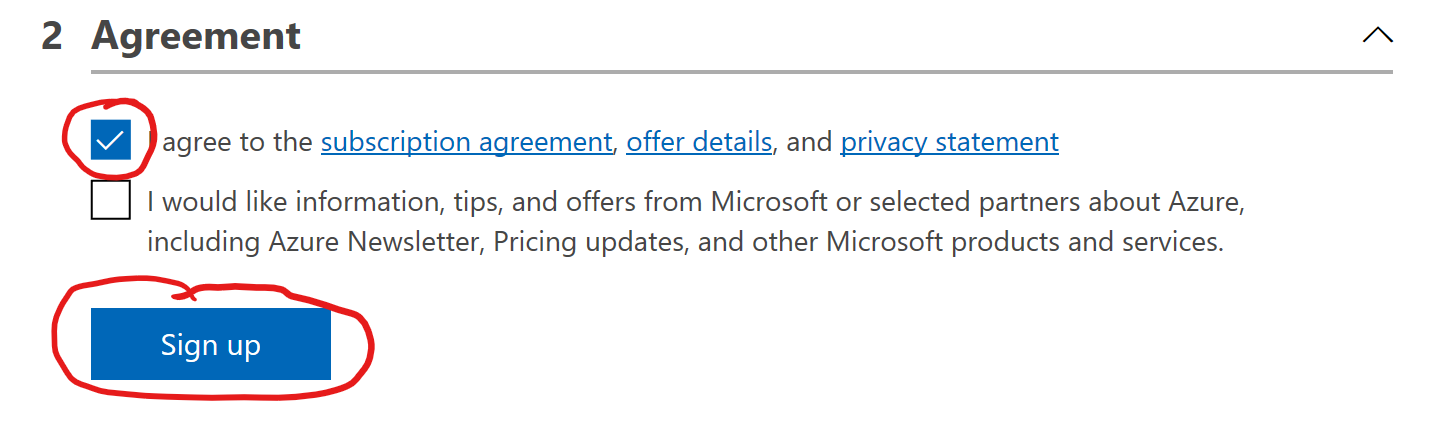 2 Agreement
I agree to the subscription agreement, offer details, and privacy statement
I would like information, tips, and offers from Microsoft or selected partners about Azure,
including Azure Newsletter, Pricing updates, and other Microsoft products and services.
Sign up